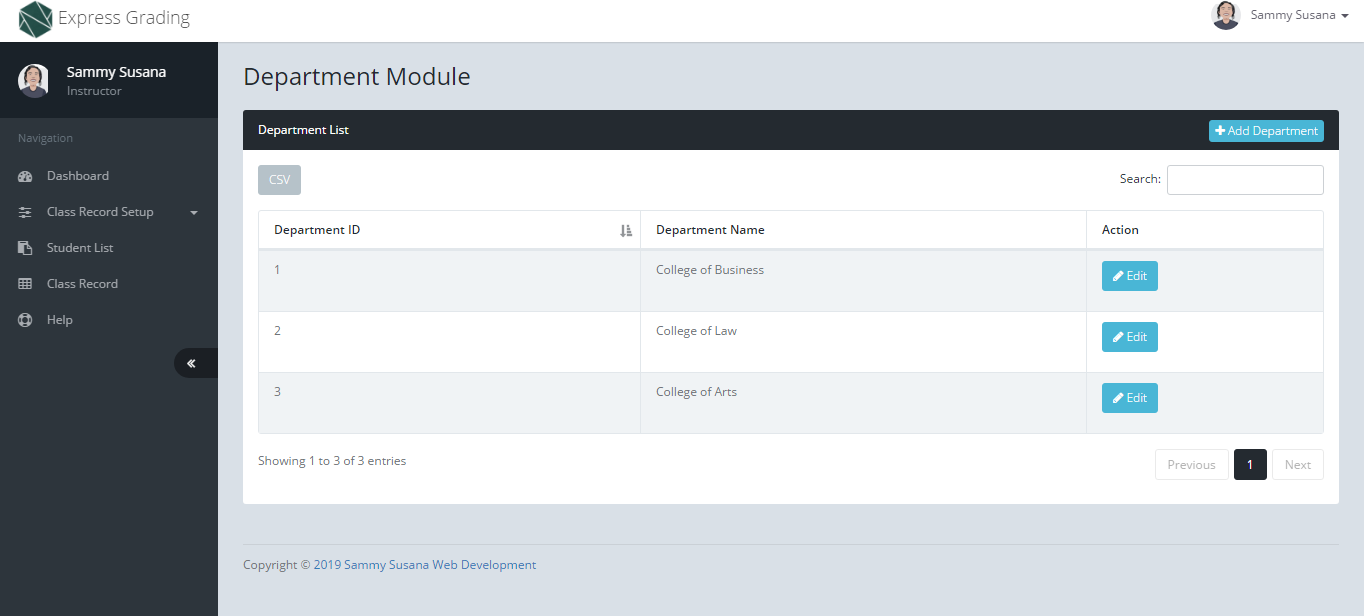 Express Grading
Sammy Susana
Sammy Susana
Instructor
Navigation
Dashboard
Class Record Setup
Student List
Class Record
Help
Department Module
Department List
Add Department
CSV
Search:
Department ID Department Name Action
1 College of Business Edit
2 College of Law Edit
3 College of Arts Edit
Showing 1 to 3 of 3 entries
Previous 1 Next
Copyright © 2019 Sammy Susana Web Development